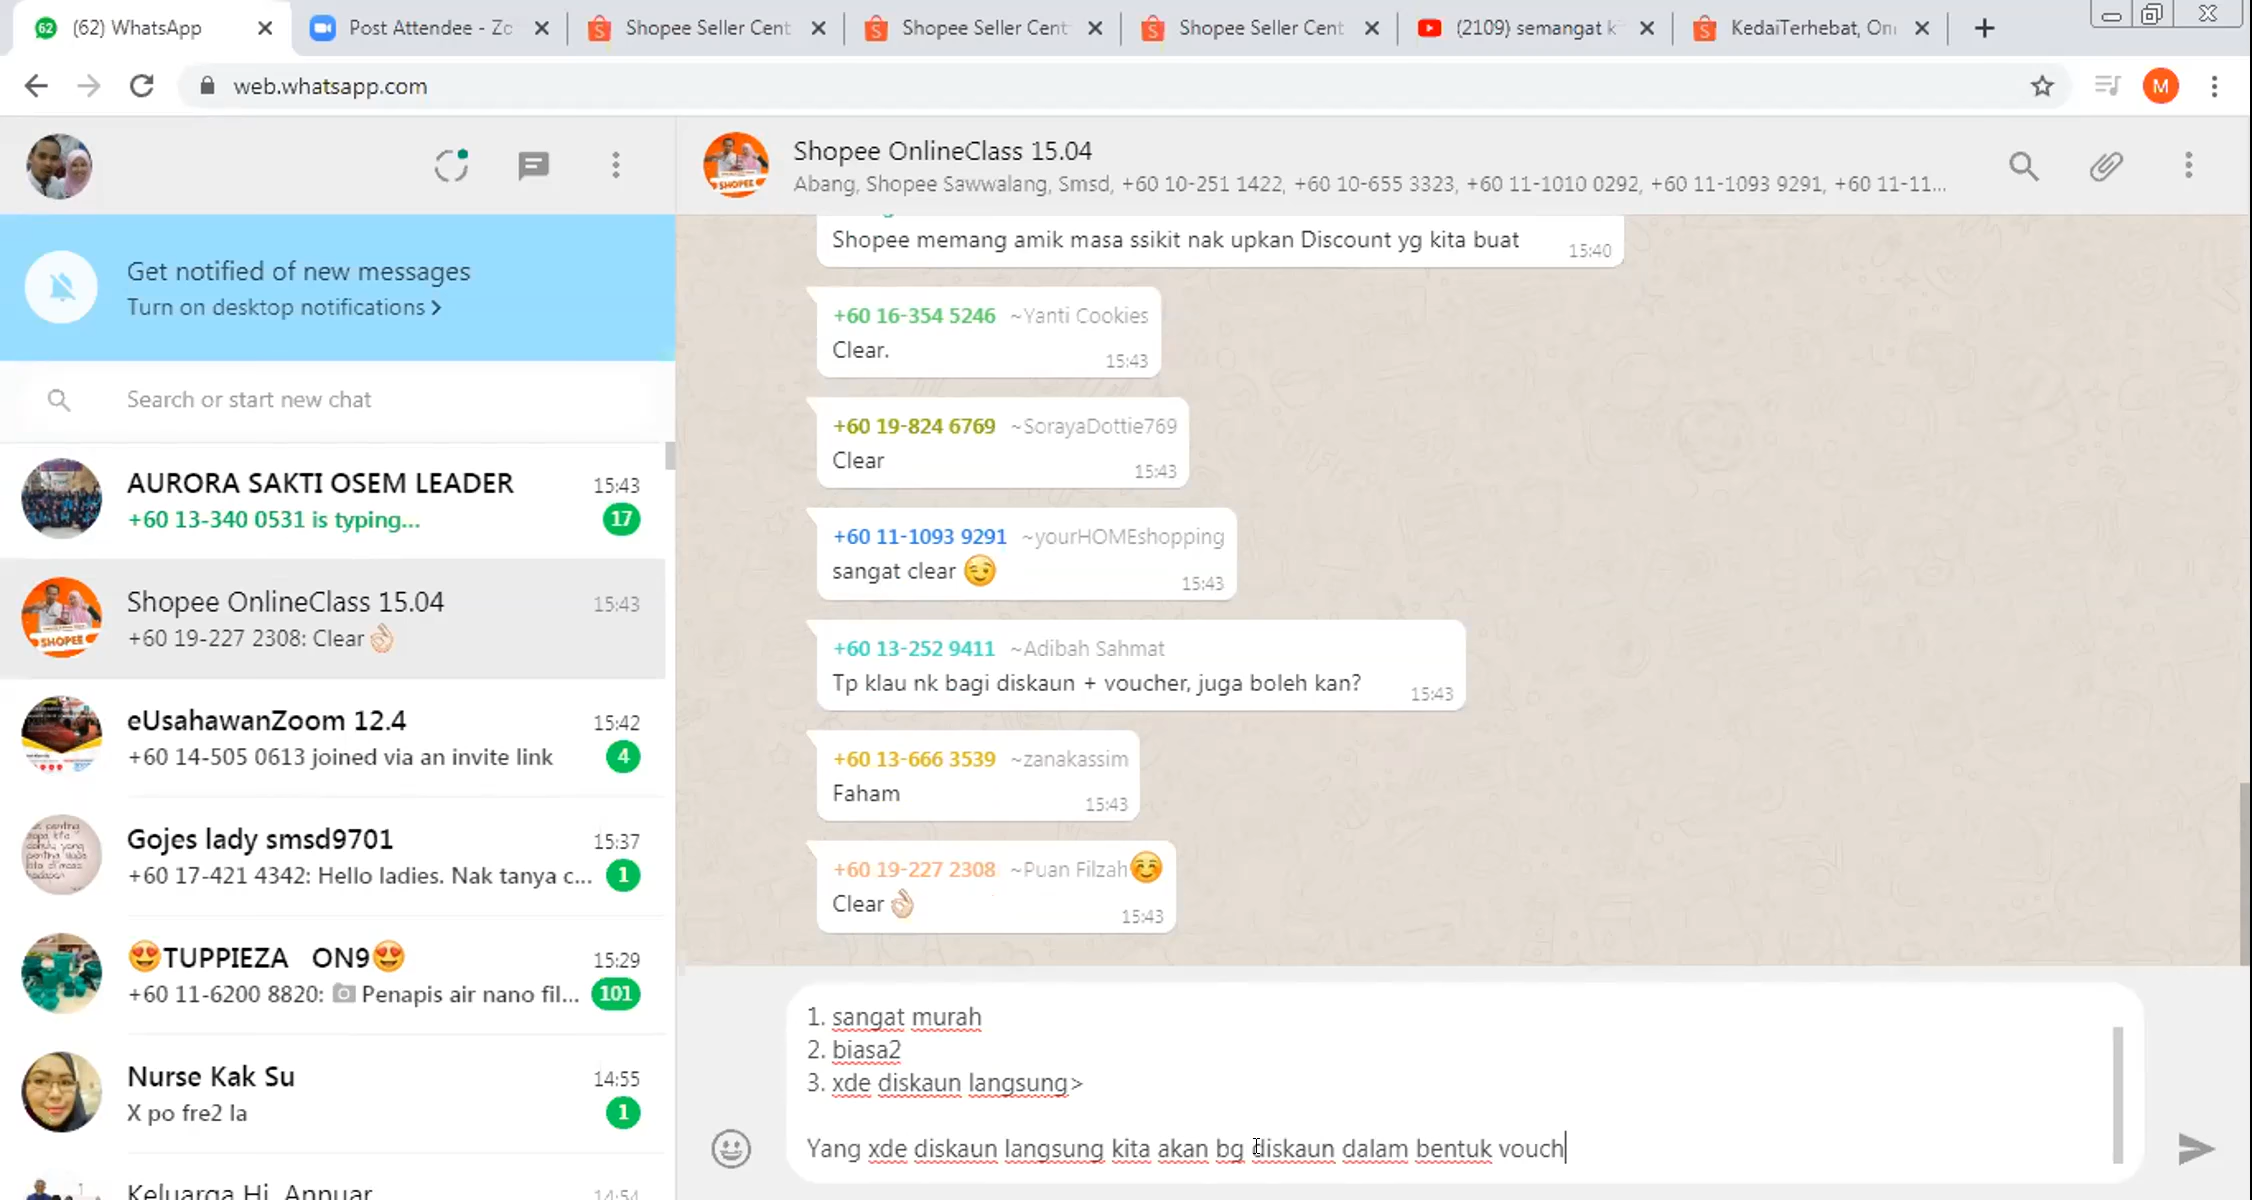 (62) WhatsApp
Post Attendee - Zo
Shopee Seller Cent
Shopee Seller Cent
Shopee Seller Cent
(2109) semangat k
KedaiTerhebat, On
web.whatsapp.com
M
Shopee OnlineClass 15.04
Abang, Shopee Sawwalang, Smsd, +60 10-251 1422, +60 10-655 3323, +60 11-1010 0292, +60 11-1093 9291, +60 11-11...
Get notified of new messages
Turn on desktop notifications >
Search or start new chat
AURORA SAKTI OSEM LEADER 15:43
+60 13-340 0531 is typing... 17
Shopee OnlineClass 15.04 15:43
+60 19-227 2308: Clear👌🏻
SHOPEE
eUsahawanZoom 12.4 15:42
+60 14-505 0613 joined via an invite link 4
Gojes lady smsd9701 15:37
+60 17-421 4342: Hello ladies. Nak tanya c... 1
😍TUPPIEZA ON9😍 15:29
+60 11-6200 8820: 📷 Penapis air nano fil... 101
Nurse Kak Su 14:55
X po fre2 la 1
Keluarga Hj. Annuar 14:54
Shopee memang amik masa ssikit nak upkan Discount yg kita buat 15:40
+60 16-354 5246 ~Yanti Cookies
Clear. 15:43
+60 19-824 6769 ~SorayaDottie769
Clear 15:43
+60 11-1093 9291 ~yourHOMEshopping
sangat clear 😉 15:43
+60 13-252 9411 ~Adibah Sahmat
Tp klau nk bagi diskaun + voucher, juga boleh kan? 15:43
+60 13-666 3539 ~zanakassim
Faham 15:43
+60 19-227 2308 ~Puan Filzah☺️
Clear👌🏻 15:43
1. sangat murah
2. biasa2
3. xde diskaun langsung>
Yang xde diskaun langsung kita akan bg diskaun dalam bentuk vouch